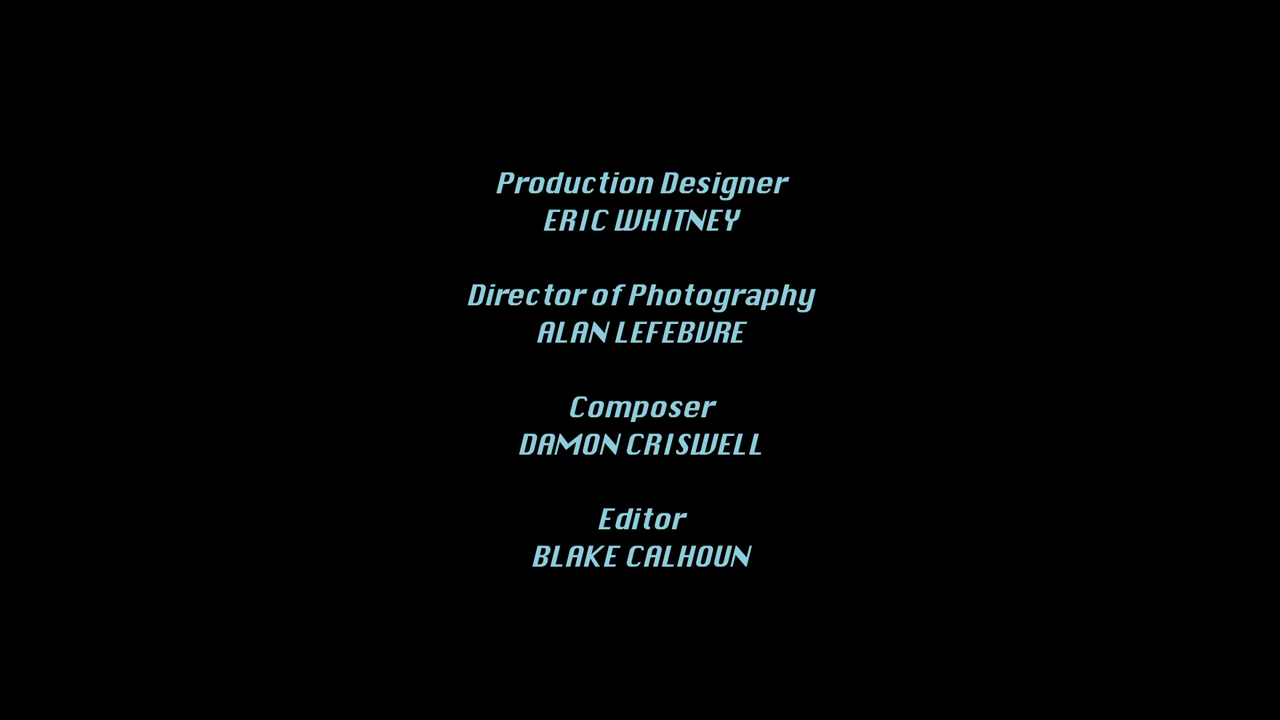 Production Designer
ERIC WHITNEY
Director of Photography
ALAN LEFEBVRE
Composer
DAMON CRISWELL
Editor
BLAKE CALHOUN